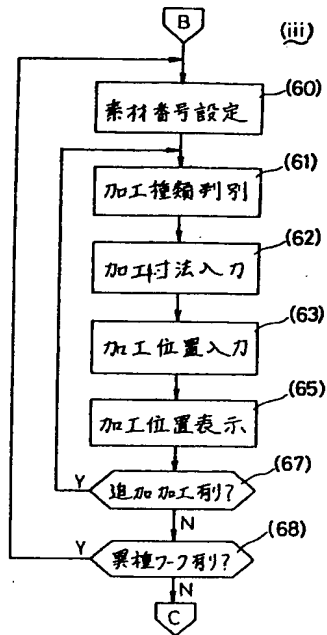 B
(iii)
(60)
素材番号設定
(61)
加工種類判別
(62)
加工寸法入力
(63)
加工位置入力
(65)
加工位置表示
(67)
追加加工有り?
Y
N
(68)
異種ワーク有り?
Y
N
C